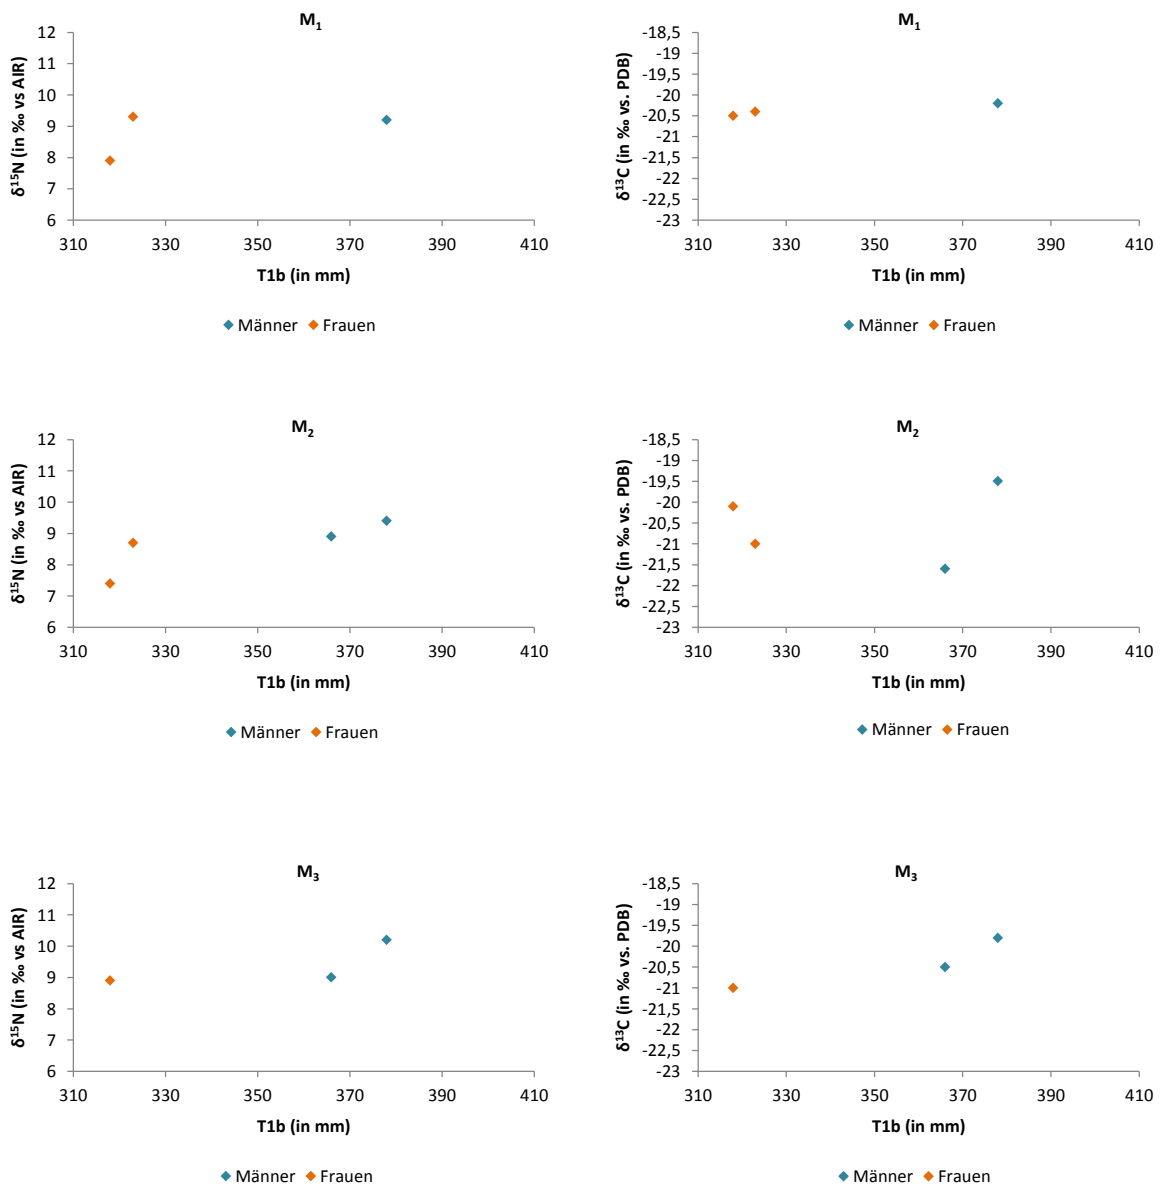 M₁
12
11
10
9
8
7
6
δ¹⁵N (in ‰ vs AIR)
310 330 350 370 390 410
T1b (in mm)
Männer Frauen
M₁
-18,5
-19
-19,5
-20
-20,5
-21
-21,5
-22
-22,5
-23
δ¹³C (in ‰ vs. PDB)
310 330 350 370 390 410
T1b (in mm)
Männer Frauen
M₂
12
11
10
9
8
7
6
δ¹⁵N (in ‰ vs AIR)
310 330 350 370 390 410
T1b (in mm)
Männer Frauen
M₂
-18,5
-19
-19,5
-20
-20,5
-21
-21,5
-22
-22,5
-23
δ¹³C (in ‰ vs. PDB)
310 330 350 370 390 410
T1b (in mm)
Männer Frauen
M₃
12
11
10
9
8
7
6
δ¹⁵N (in ‰ vs AIR)
310 330 350 370 390 410
T1b (in mm)
Männer Frauen
M₃
-18,5
-19
-19,5
-20
-20,5
-21
-21,5
-22
-22,5
-23
δ¹³C (in ‰ vs. PDB)
310 330 350 370 390 410
T1b (in mm)
Männer Frauen